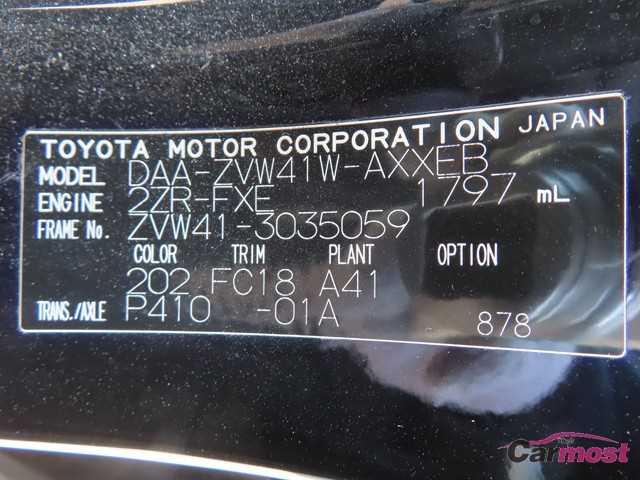 TOYOTA MOTOR CORPORATION JAPAN
MODEL DAA-ZVW41W-AXXEB
ENGINE 2ZR-FXE 1797 mL
FRAME No. ZVW41-3035059
COLOR TRIM PLANT OPTION
202 FC18 A41
TRANS./AXLE P410 -01A 878
Carmost